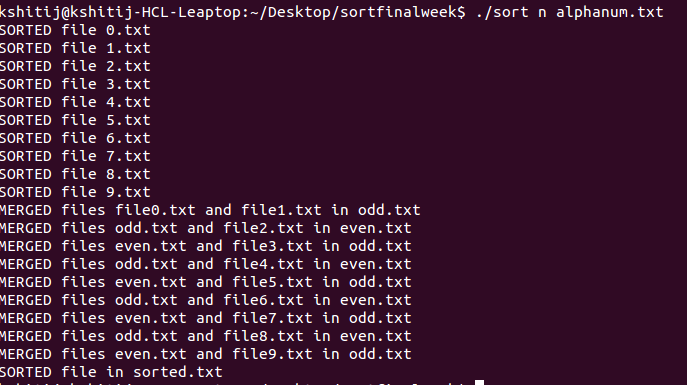 kshitij@kshitij-HCL-Leaptop:~/Desktop/sortfinalweek$ ./sort n alphanum.txt
SORTED file 0.txt
SORTED file 1.txt
SORTED file 2.txt
SORTED file 3.txt
SORTED file 4.txt
SORTED file 5.txt
SORTED file 6.txt
SORTED file 7.txt
SORTED file 8.txt
SORTED file 9.txt
MERGED files file0.txt and file1.txt in odd.txt
MERGED files odd.txt and file2.txt in even.txt
MERGED files even.txt and file3.txt in odd.txt
MERGED files odd.txt and file4.txt in even.txt
MERGED files even.txt and file5.txt in odd.txt
MERGED files odd.txt and file6.txt in even.txt
MERGED files even.txt and file7.txt in odd.txt
MERGED files odd.txt and file8.txt in even.txt
MERGED files even.txt and file9.txt in odd.txt
SORTED file in sorted.txt